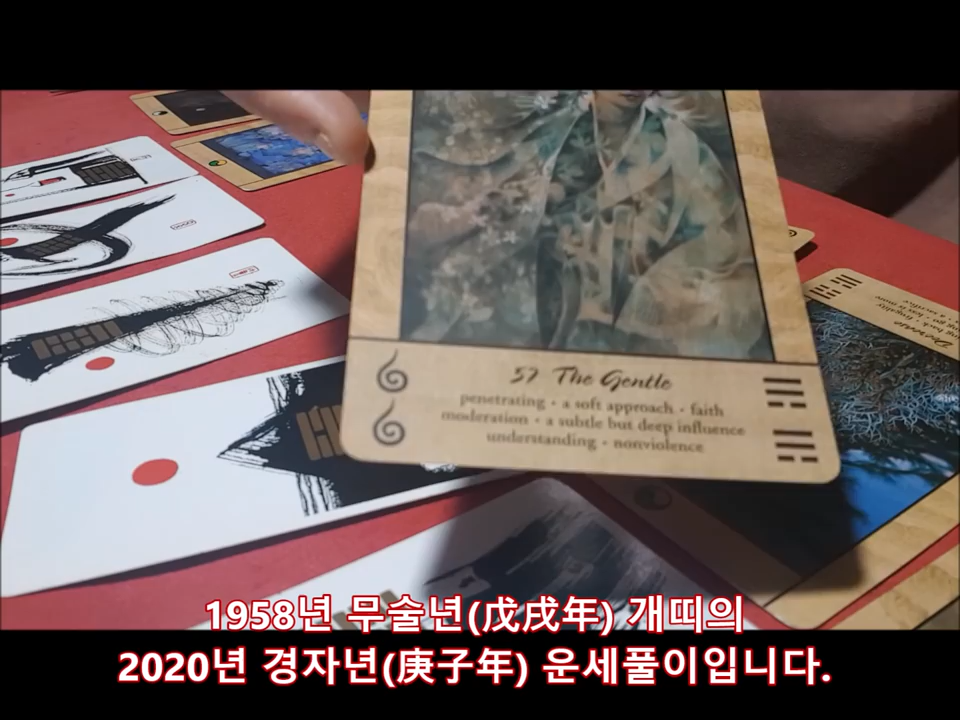 57 The Gentle
penetrating • a soft approach • faith
moderation • a subtle but deep influence
understanding • nonviolence
Decrease
1958년 무술년(戊戌年) 개띠의
2020년 경자년(庚子年) 운세풀이입니다.